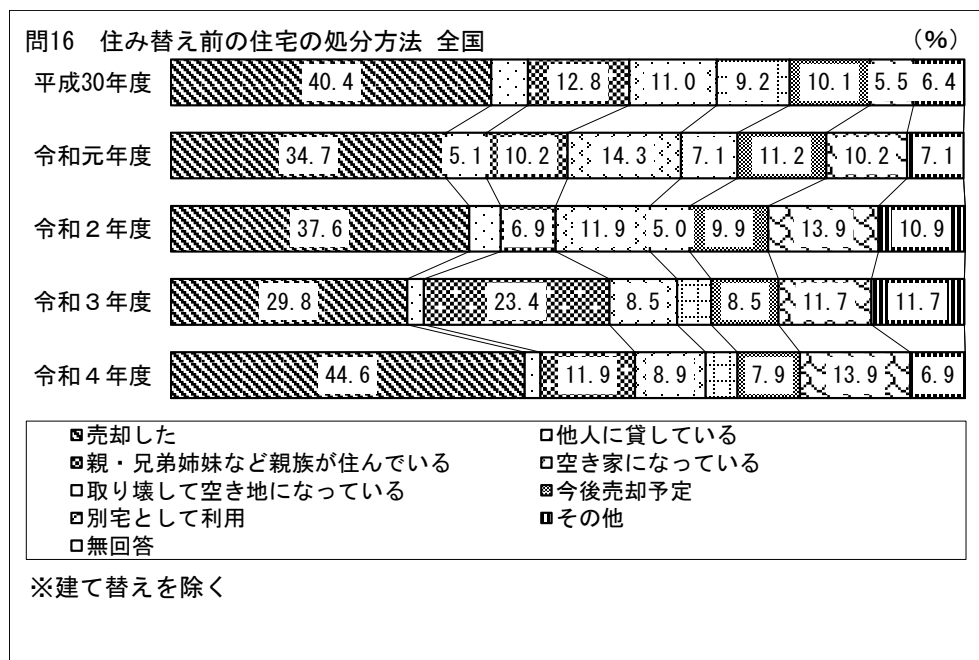 問16 住み替え前の住宅の処分方法 全国 (%)
平成30年度 40.4 12.8 11.0 9.2 10.1 5.5 6.4
令和元年度 34.7 5.1 10.2 14.3 7.1 11.2 10.2 7.1
令和２年度 37.6 6.9 11.9 5.0 9.9 13.9 10.9
令和３年度 29.8 23.4 8.5 8.5 11.7 11.7
令和４年度 44.6 11.9 8.9 7.9 13.9 6.9
売却した 他人に貸している
親・兄弟姉妹など親族が住んでいる 空き家になっている
取り壊して空き地になっている 今後売却予定
別宅として利用 その他
無回答
※建て替えを除く